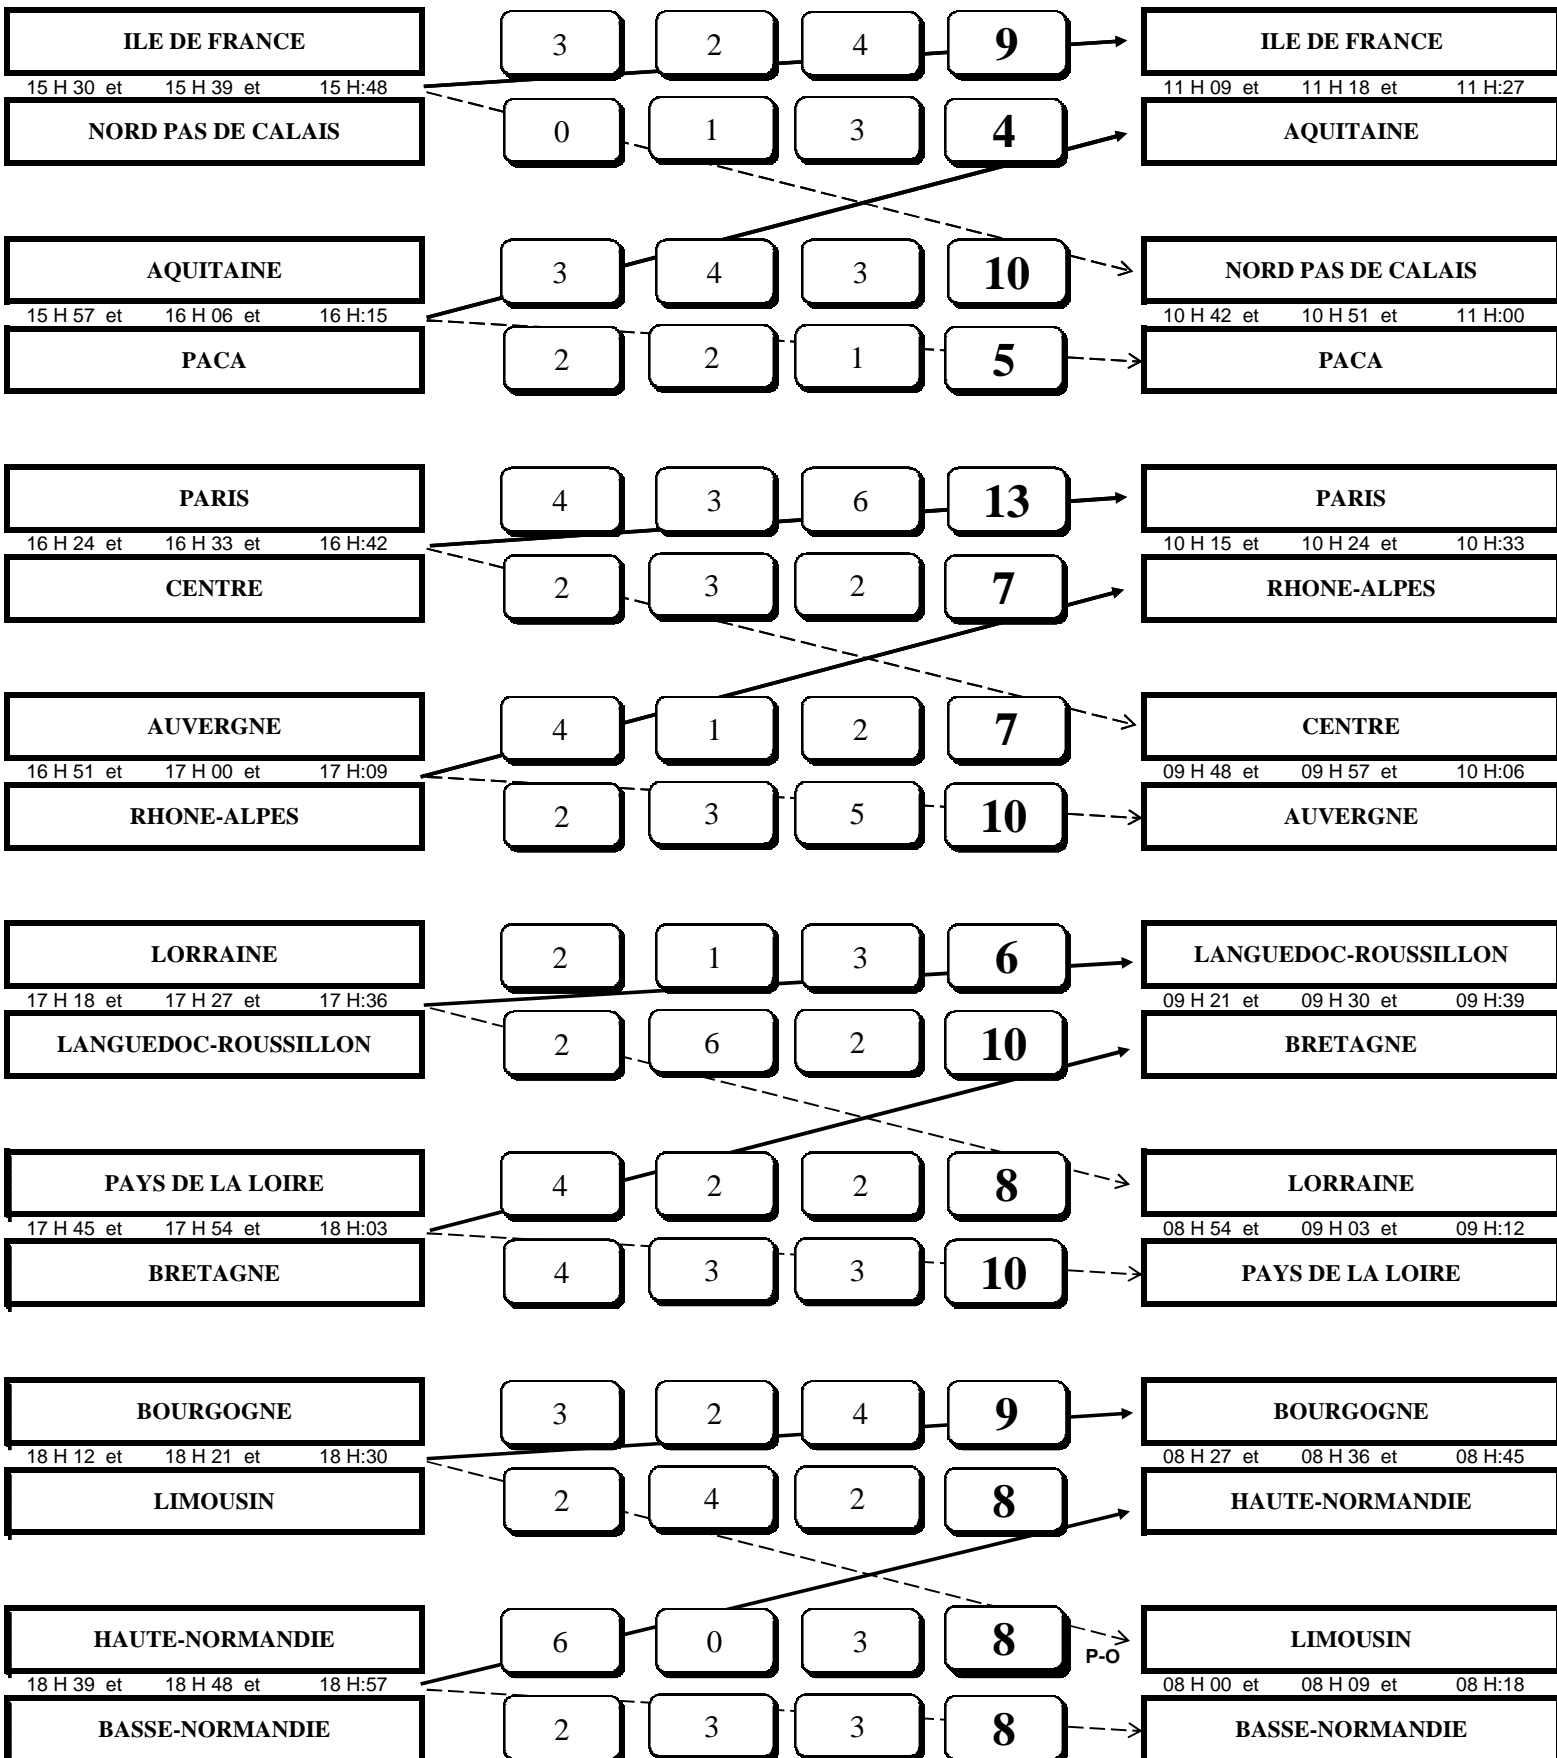 ILE DE FRANCE 3 2 4 9 ILE DE FRANCE
15 H 30 et 15 H 39 et 15 H:48 11 H 09 et 11 H 18 et 11 H:27
NORD PAS DE CALAIS 0 1 3 4 AQUITAINE
AQUITAINE 3 4 3 10 NORD PAS DE CALAIS
15 H 57 et 16 H 06 et 16 H:15 10 H 42 et 10 H 51 et 11 H:00
PACA 2 2 1 5 PACA
PARIS 4 3 6 13 PARIS
16 H 24 et 16 H 33 et 16 H:42 10 H 15 et 10 H 24 et 10 H:33
CENTRE 2 3 2 7 RHONE-ALPES
AUVERGNE 4 1 2 7 CENTRE
16 H 51 et 17 H 00 et 17 H:09 09 H 48 et 09 H 57 et 10 H:06
RHONE-ALPES 2 3 5 10 AUVERGNE
LORRAINE 2 1 3 6 LANGUEDOC-ROUSSILLON
17 H 18 et 17 H 27 et 17 H:36 09 H 21 et 09 H 30 et 09 H:39
LANGUEDOC-ROUSSILLON 2 6 2 10 BRETAGNE
PAYS DE LA LOIRE 4 2 2 8 LORRAINE
17 H 45 et 17 H 54 et 18 H:03 08 H 54 et 09 H 03 et 09 H:12
BRETAGNE 4 3 3 10 PAYS DE LA LOIRE
BOURGOGNE 3 2 4 9 BOURGOGNE
18 H 12 et 18 H 21 et 18 H:30 08 H 27 et 08 H 36 et 08 H:45
LIMOUSIN 2 4 2 8 HAUTE-NORMANDIE
HAUTE-NORMANDIE 6 0 3 8 P-O LIMOUSIN
18 H 39 et 18 H 48 et 18 H:57 08 H 00 et 08 H 09 et 08 H:18
BASSE-NORMANDIE 2 3 3 8 BASSE-NORMANDIE